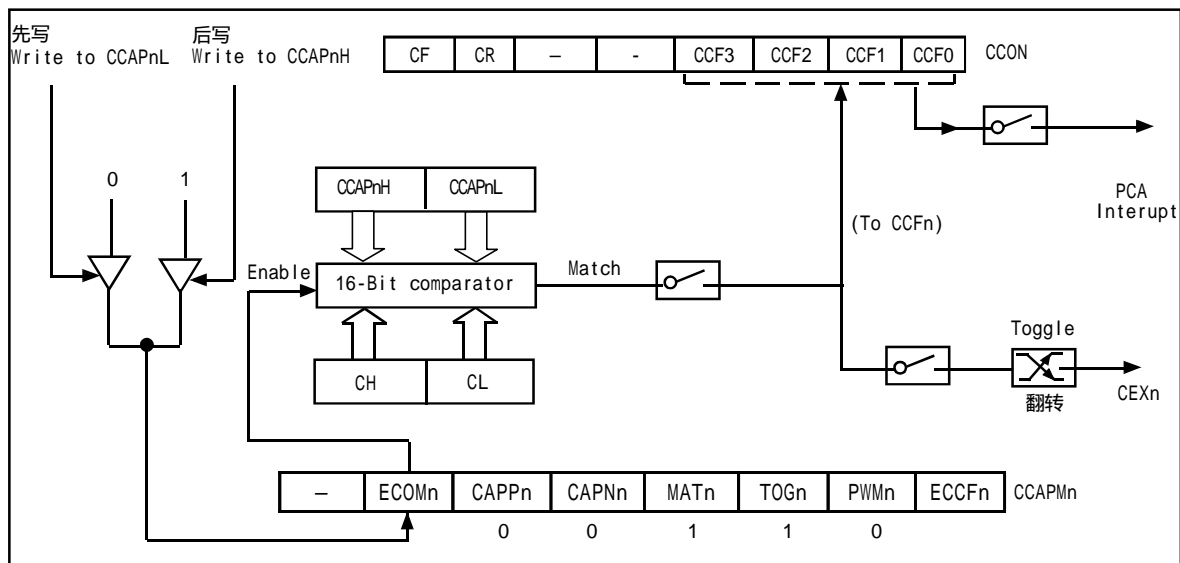 先写
Write to CCAPnL
后写
Write to CCAPnH
CF CR — - CCF3 CCF2 CCF1 CCF0 CCON
0 1
CCAPnH CCAPnL
PCA
Interupt
(To CCFn)
Enable
16-Bit comparator
Match
Toggle
CH CL
翻转
CEXn
— ECOMn CAPPn CAPNn MATn TOGn PWMn ECCFn CCAPMn
0 0 1 1 0